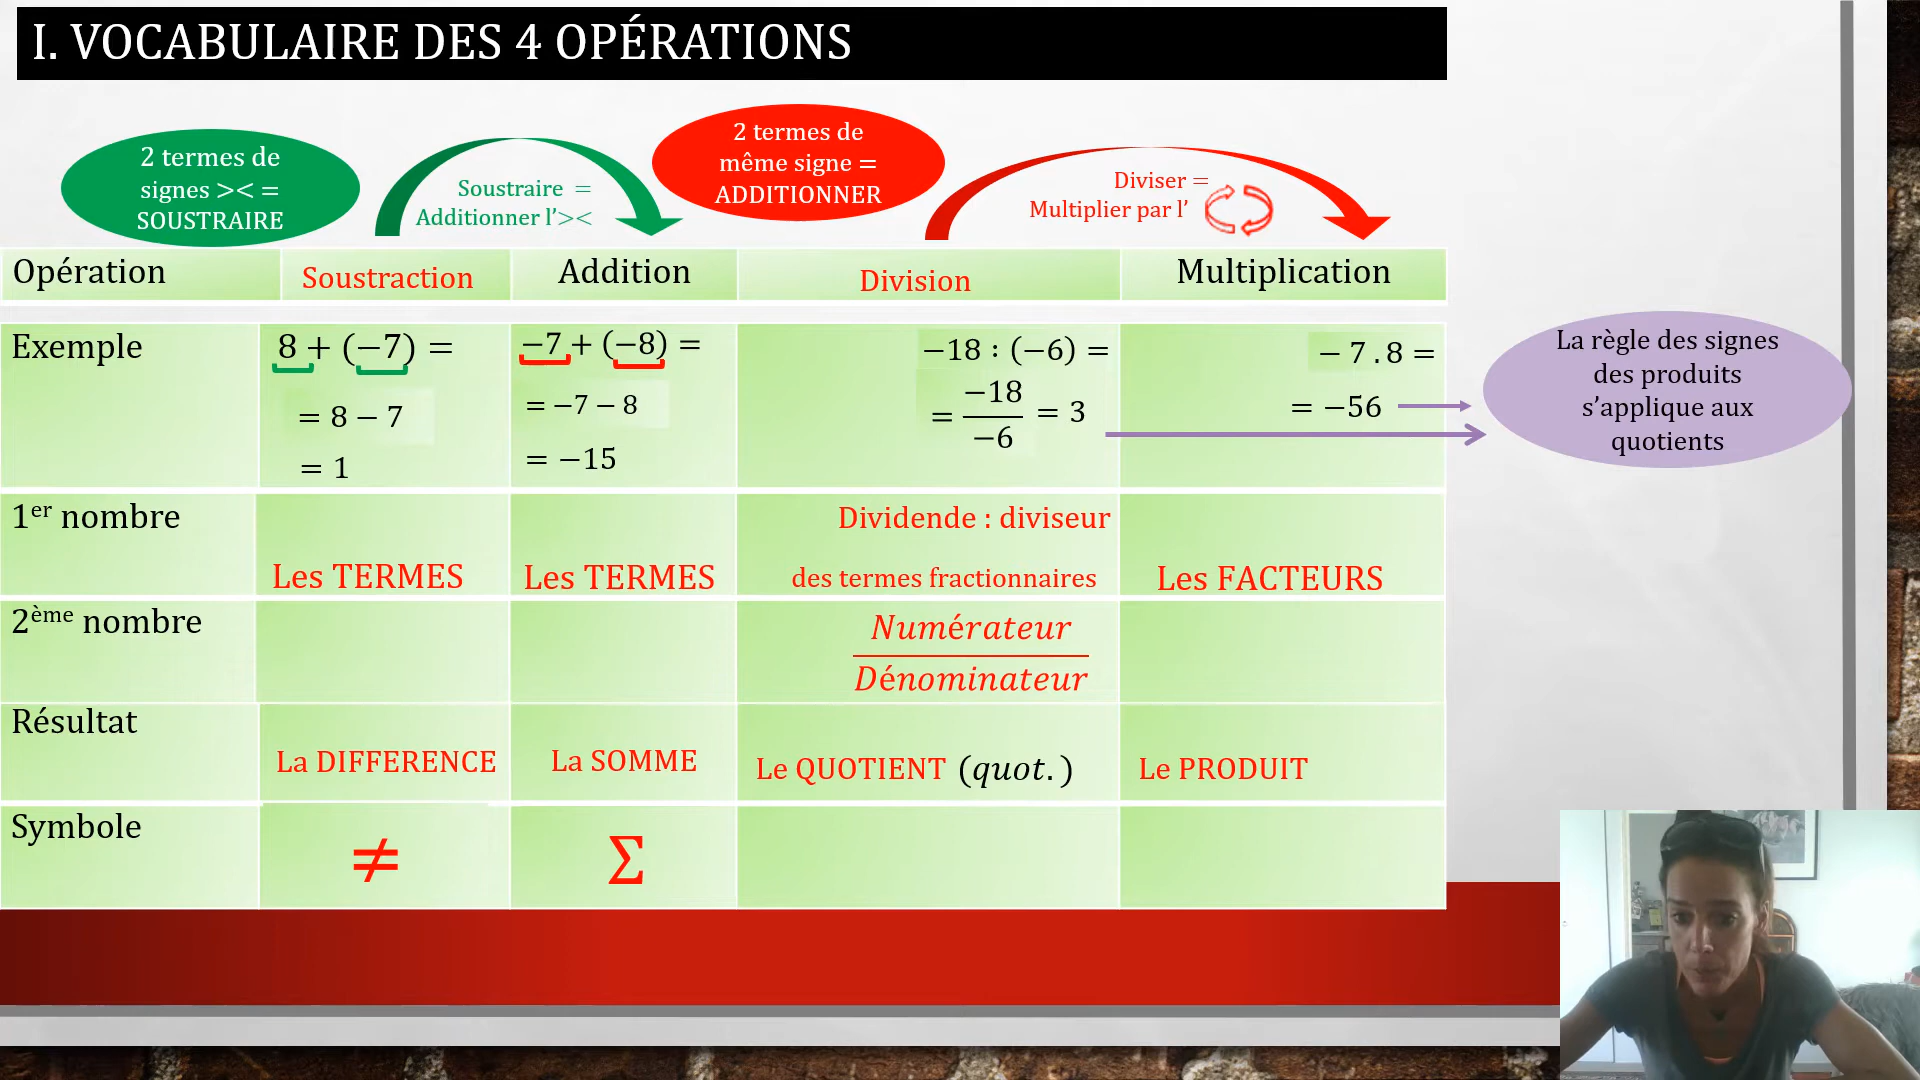 I. VOCABULAIRE DES 4 OPÉRATIONS
2 termes de
signes >< =
SOUSTRAIRE
Soustraire =
Additionner l'><
2 termes de
même signe =
ADDITIONNER
Diviser =
Multiplier par l'
Opération Soustraction Addition Division Multiplication
Exemple
8 + (−7) =
= 8 − 7
= 1
−7 + (−8) =
= −7 − 8
= −15
−18 : (−6) =
= −18/−6 = 3
− 7 . 8 =
= −56
La règle des signes
des produits
s'applique aux
quotients
1er nombre
Les TERMES
Les TERMES
Dividende : diviseur
des termes fractionnaires
Les FACTEURS
2ème nombre
Numérateur
Dénominateur
Résultat
La DIFFERENCE
La SOMME
Le QUOTIENT (quot.)
Le PRODUIT
Symbole
≠
Σ